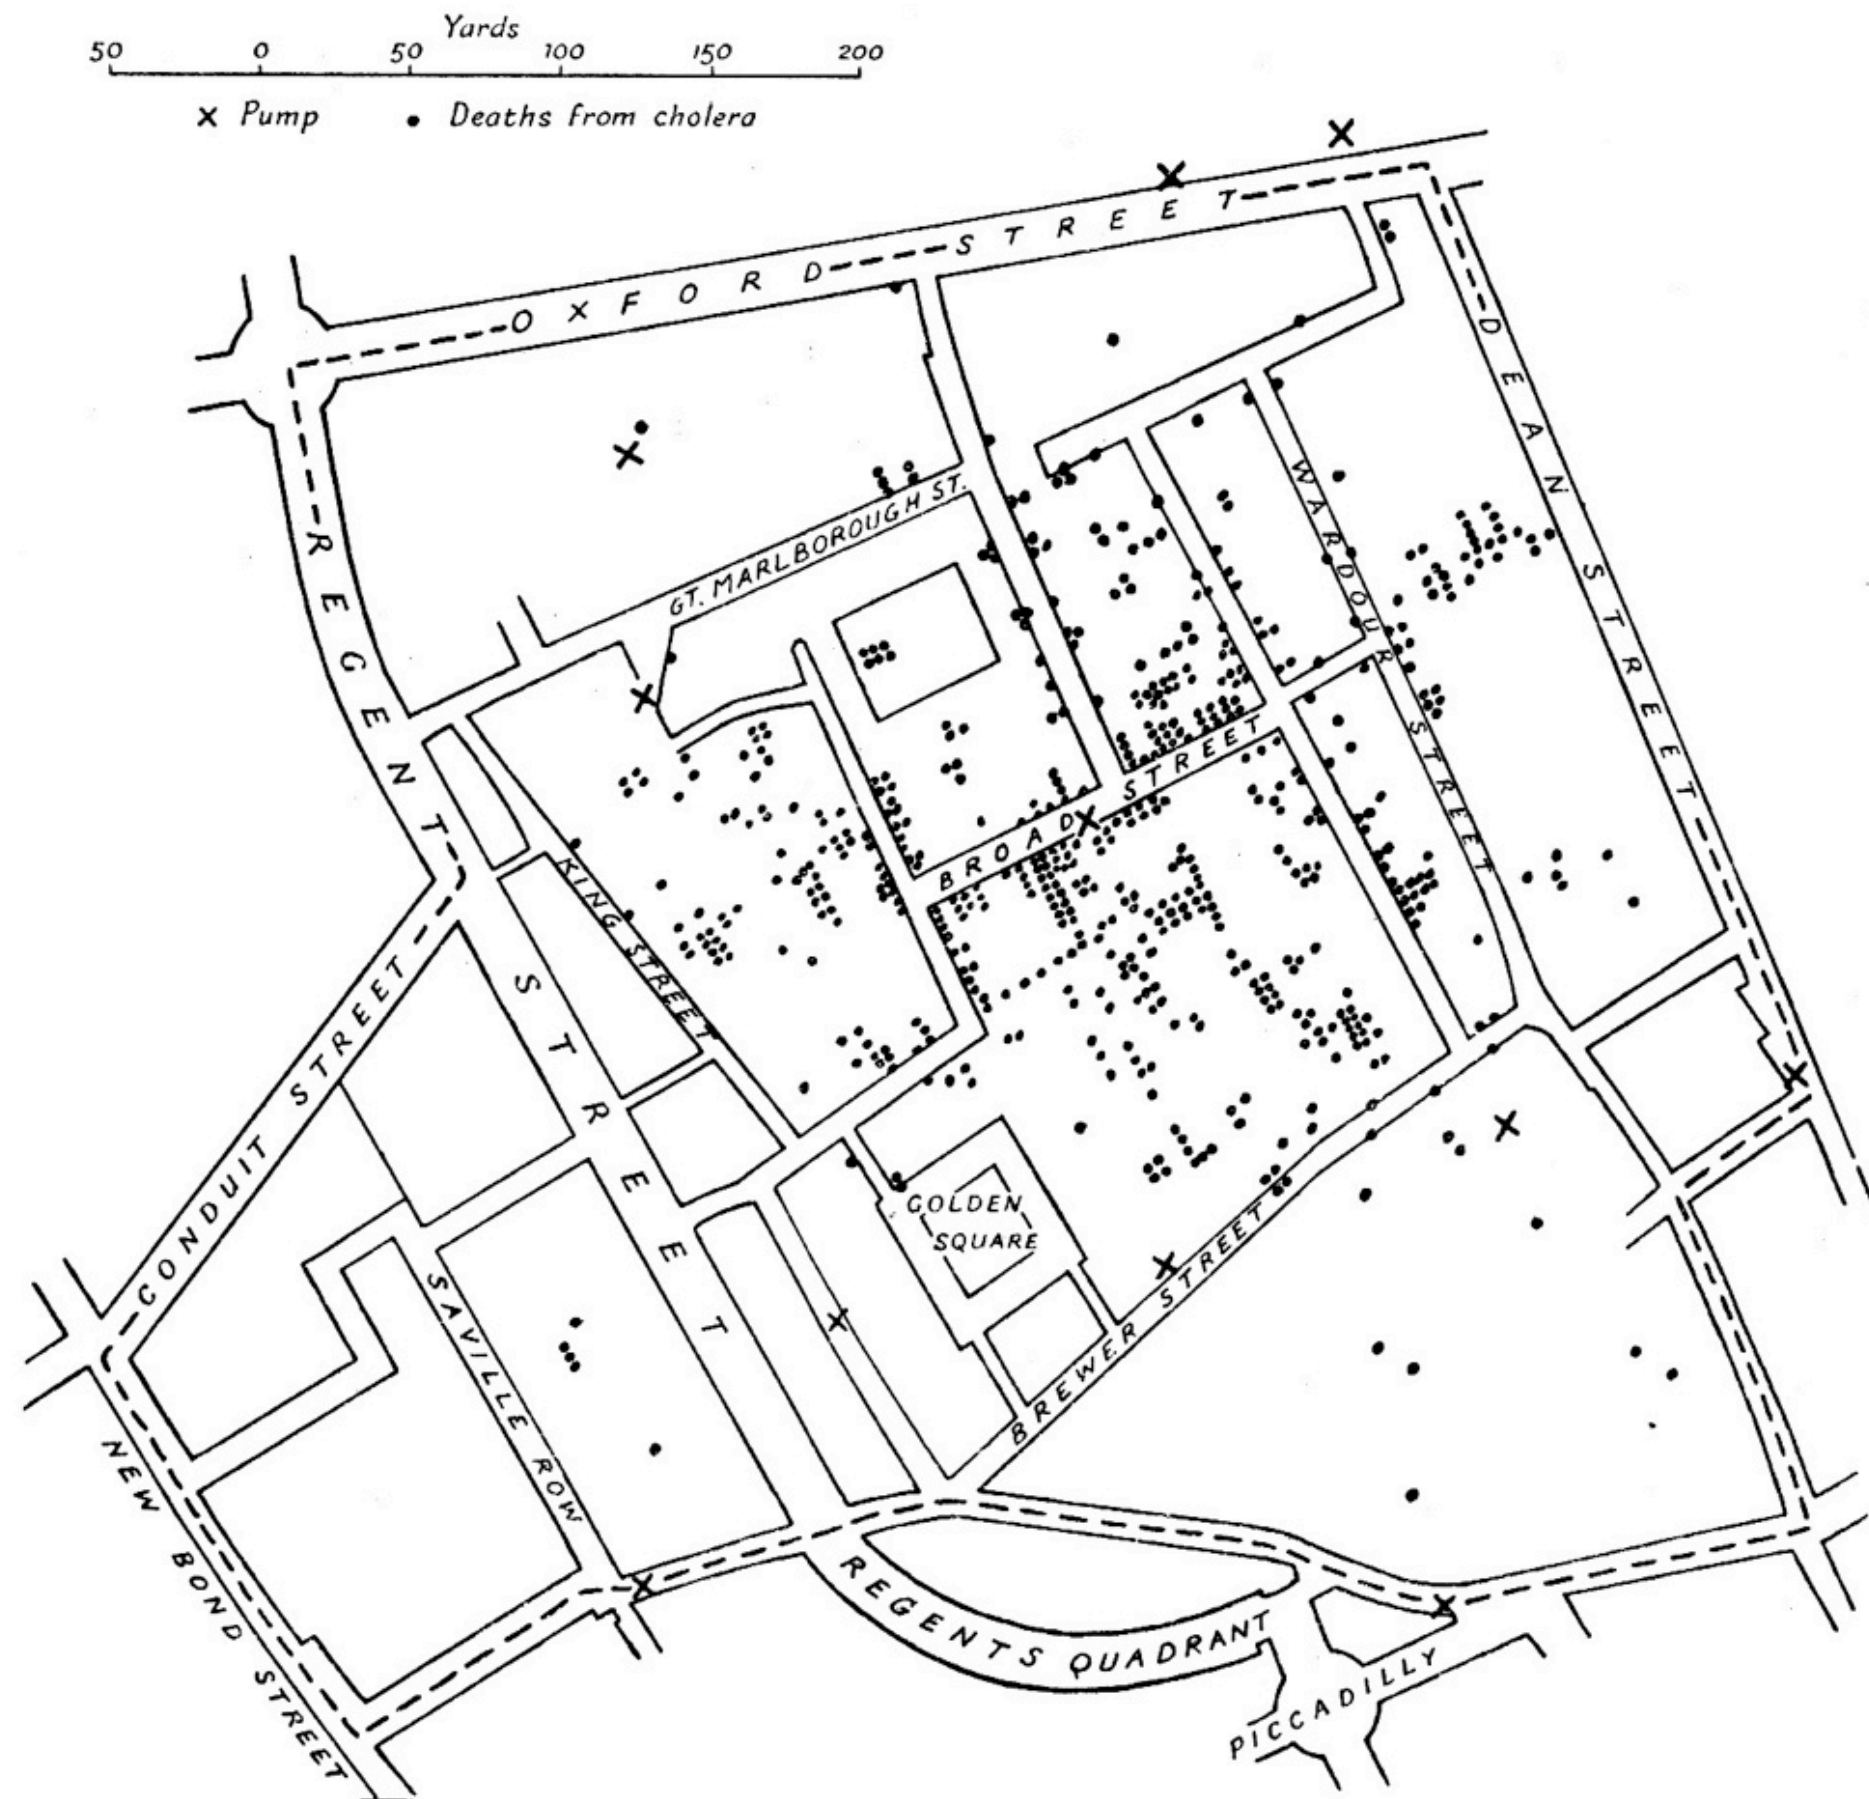 Yards
50 0 50 100 150 200
× Pump • Deaths from cholera
OXFORD STREET
DEAN STREET
WARDOUR STREET
GT. MARLBOROUGH ST.
REGENT STREET
BROAD STREET
KING STREET
CONDUIT STREET
GOLDEN
SQUARE
SAVILLE ROW
BREWER STREET
NEW BOND STREET
REGENTS QUADRANT
PICCADILLY